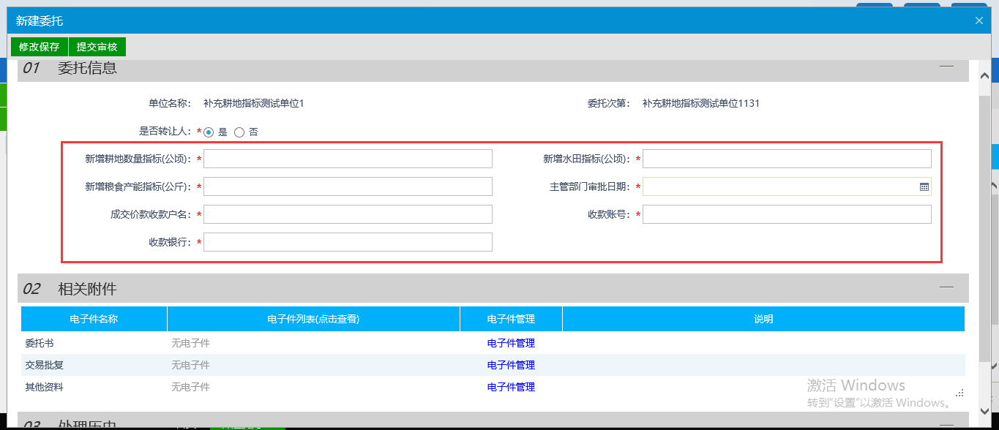 新建委托
修改保存 提交审核
01 委托信息
单位名称： 补充耕地指标测试单位1 委托次第： 补充耕地指标测试单位1131
是否转让人： * 是 否
新增耕地数量指标(公顷)： * 新增水田指标(公顷)： *
新增粮食产能指标(公斤)： * 主管部门审批日期： *
成交价款收款户名： * 收款账号： *
收款银行： *
02 相关附件
电子件名称 电子件列表(点击查看) 电子件管理 说明
委托书 无电子件 电子件管理
交易批复 无电子件 电子件管理
其他资料 无电子件 电子件管理
激活 Windows
转到“设置”以激活 Windows。
03 处理历史